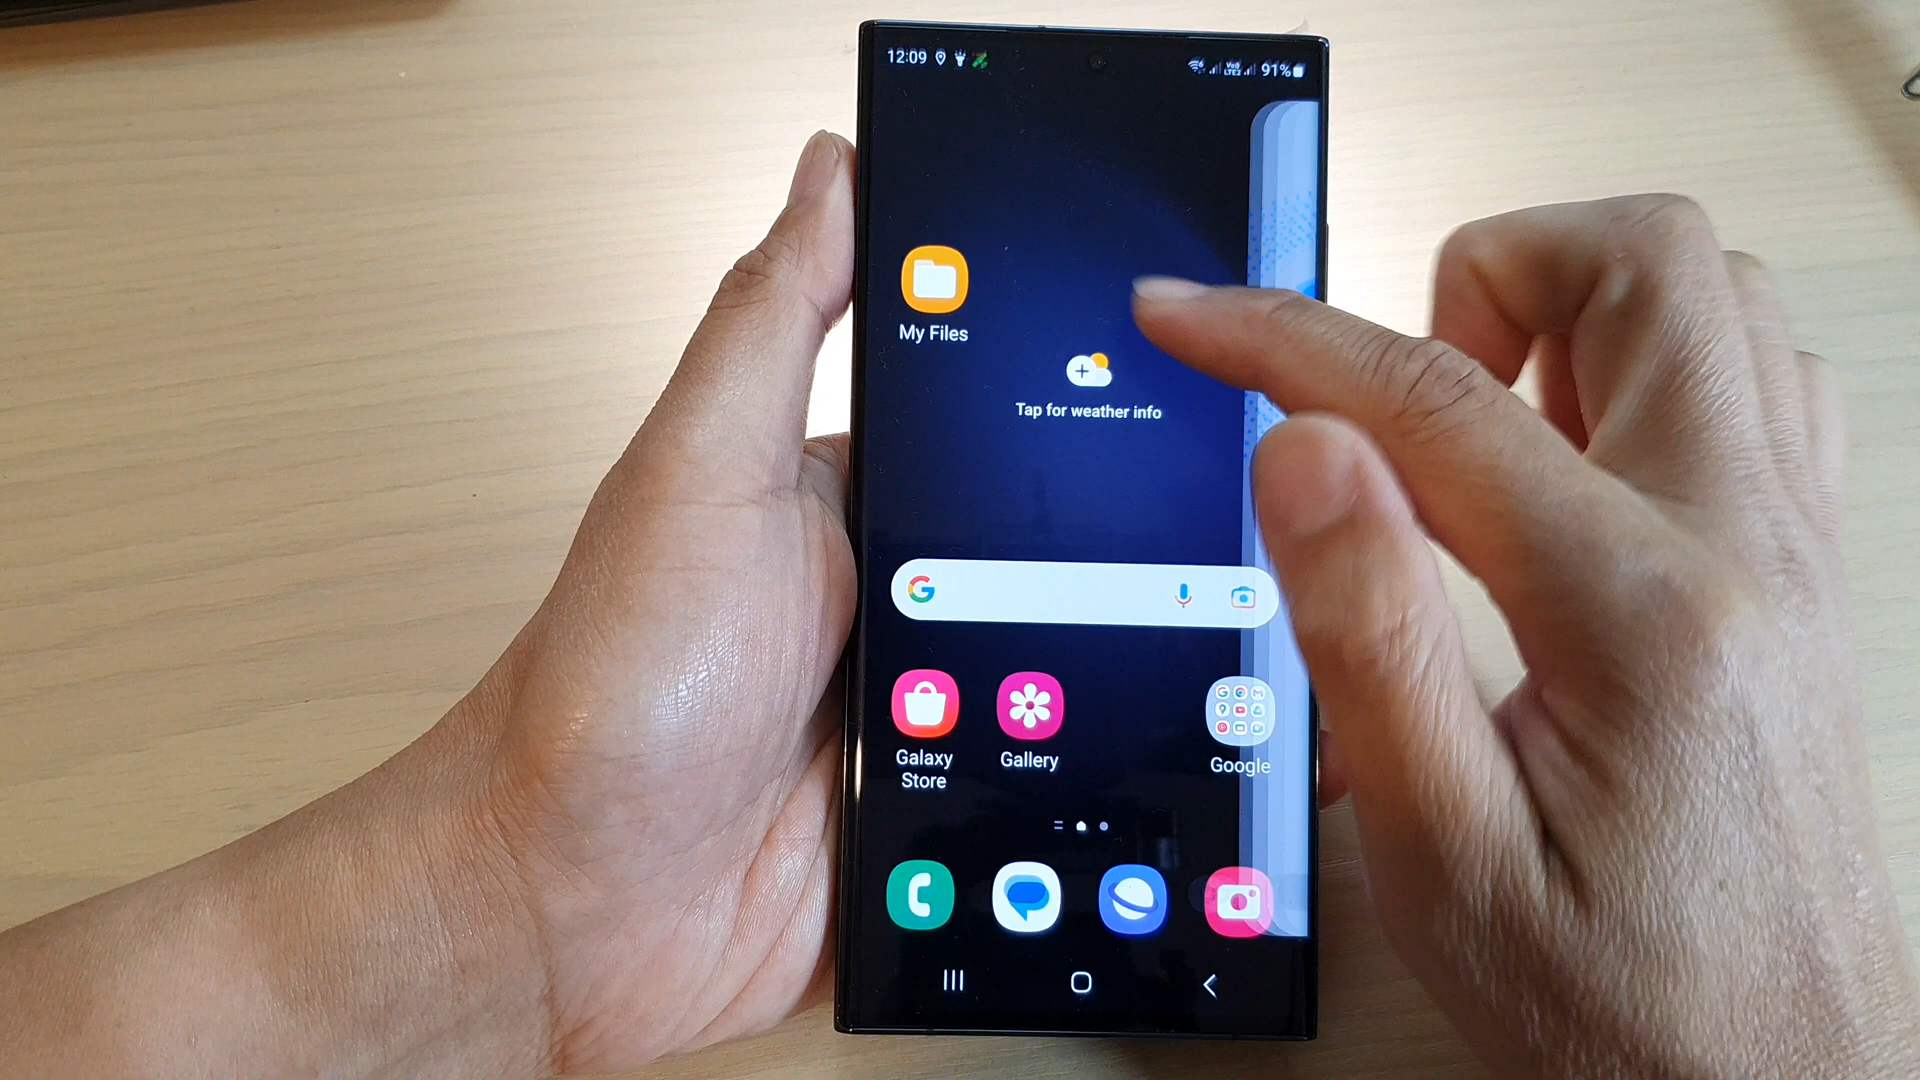 12:09
91%
My Files
Tap for weather info
Galaxy
Store
Gallery
Google